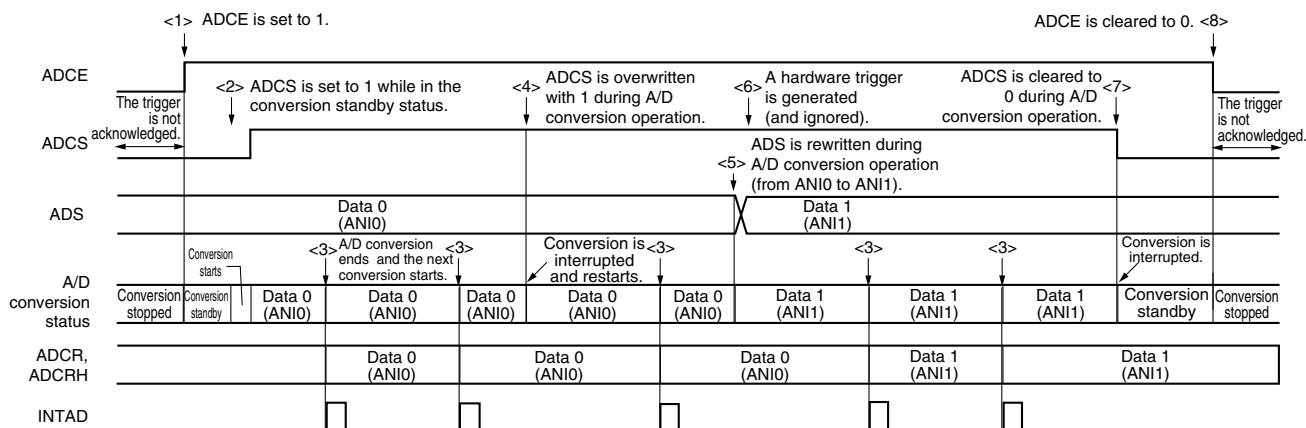 <1> ADCE is set to 1.
ADCE is cleared to 0. <8>
ADCE
<2> ADCS is set to 1 while in the
conversion standby status.
<4> ADCS is overwritten
with 1 during A/D
conversion operation.
<6> A hardware trigger
is generated
(and ignored).
ADCS is cleared to
0 during A/D
conversion operation.
<7>
The trigger
is not
acknowledged.
The trigger
is not
acknowledged.
ADCS
<5> ADS is rewritten during
A/D conversion operation
(from ANI0 to ANI1).
ADS
Data 0
(ANI0)
Data 1
(ANI1)
Conversion
starts
<3> A/D conversion
ends and the next
conversion starts.
<3>
Conversion is
interrupted
and restarts.
<3>
<3>
<3>
Conversion is
interrupted.
A/D
conversion
status
Conversion
stopped
Conversion
standby
Data 0
(ANI0)
Data 0
(ANI0)
Data 0
(ANI0)
Data 0
(ANI0)
Data 0
(ANI0)
Data 1
(ANI1)
Data 1
(ANI1)
Data 1
(ANI1)
Conversion
standby
Conversion
stopped
ADCR,
ADCRH
Data 0
(ANI0)
Data 0
(ANI0)
Data 0
(ANI0)
Data 1
(ANI1)
Data 1
(ANI1)
INTAD